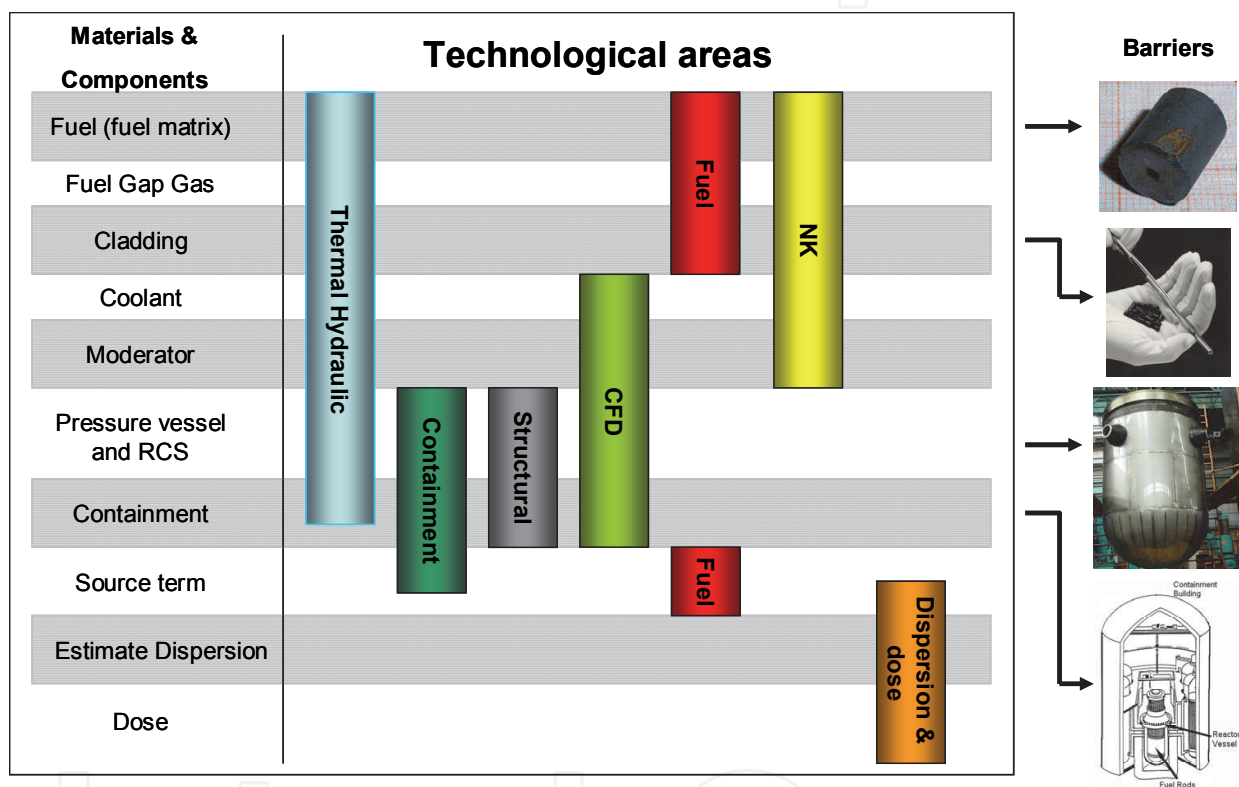 Materials &
Components
Technological areas
Barriers
Fuel (fuel matrix)
Fuel Gap Gas
Cladding
Coolant
Moderator
Pressure vessel
and RCS
Containment
Source term
Estimate Dispersion
Dose
Thermal Hydraulic
Containment
Structural
CFD
Fuel
Fuel
NK
Dispersion &
dose
Containment
Building
Reactor
Vessel
Fuel Rods